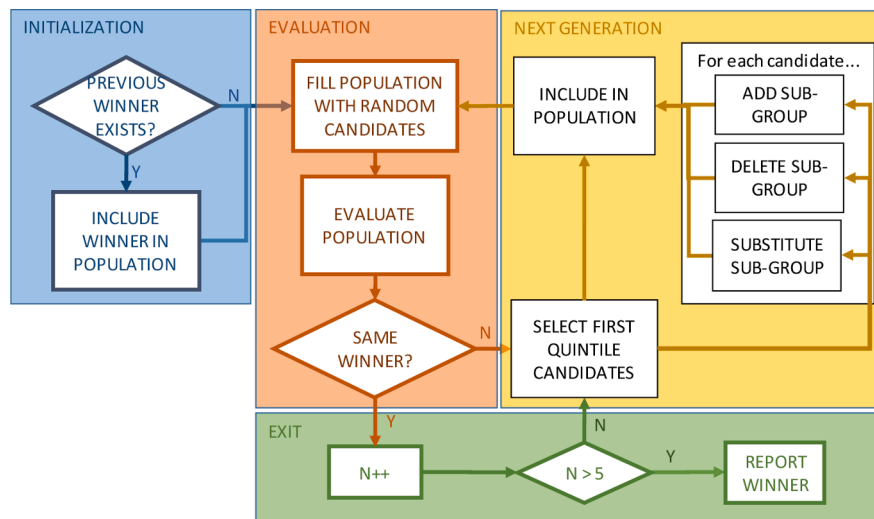 INITIALIZATION
PREVIOUS
WINNER
EXISTS?
N
Y
INCLUDE
WINNER IN
POPULATION
EVALUATION
FILL POPULATION
WITH RANDOM
CANDIDATES
EVALUATE
POPULATION
SAME
WINNER?
N
Y
NEXT GENERATION
INCLUDE IN
POPULATION
For each candidate...
ADD SUB-
GROUP
DELETE SUB-
GROUP
SUBSTITUTE
SUB-GROUP
SELECT FIRST
QUINTILE
CANDIDATES
EXIT
N++
N > 5
N
Y
REPORT
WINNER